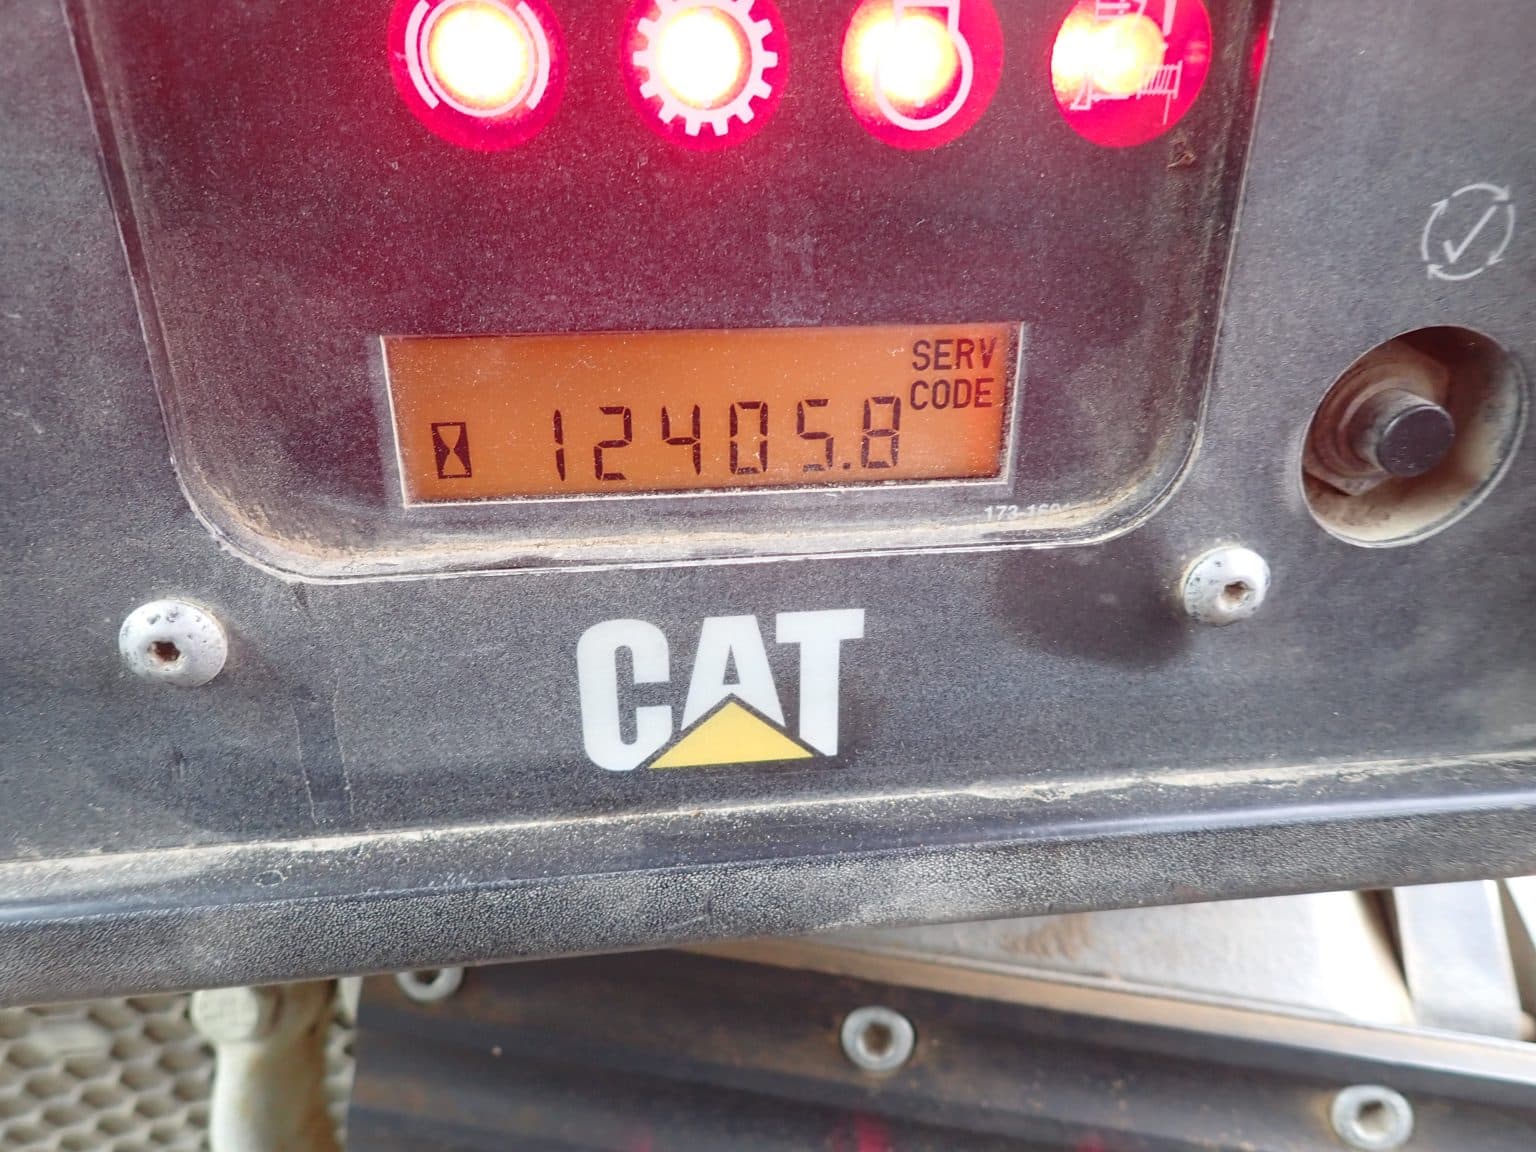 SERV
CODE
12405.8
CAT